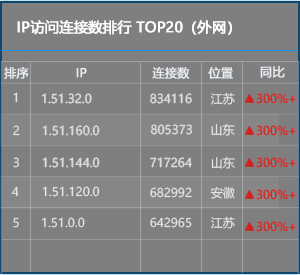 IP访问连接数排行 TOP20（外网）
排序 IP 连接数 位置 同比
1 1.51.32.0 834116 江苏 ▲300%+
2 1.51.160.0 805373 山东 ▲300%+
3 1.51.144.0 717264 山东 ▲300%+
4 1.51.120.0 682992 安徽 ▲300%+
5 1.51.0.0 642965 江苏 ▲300%+